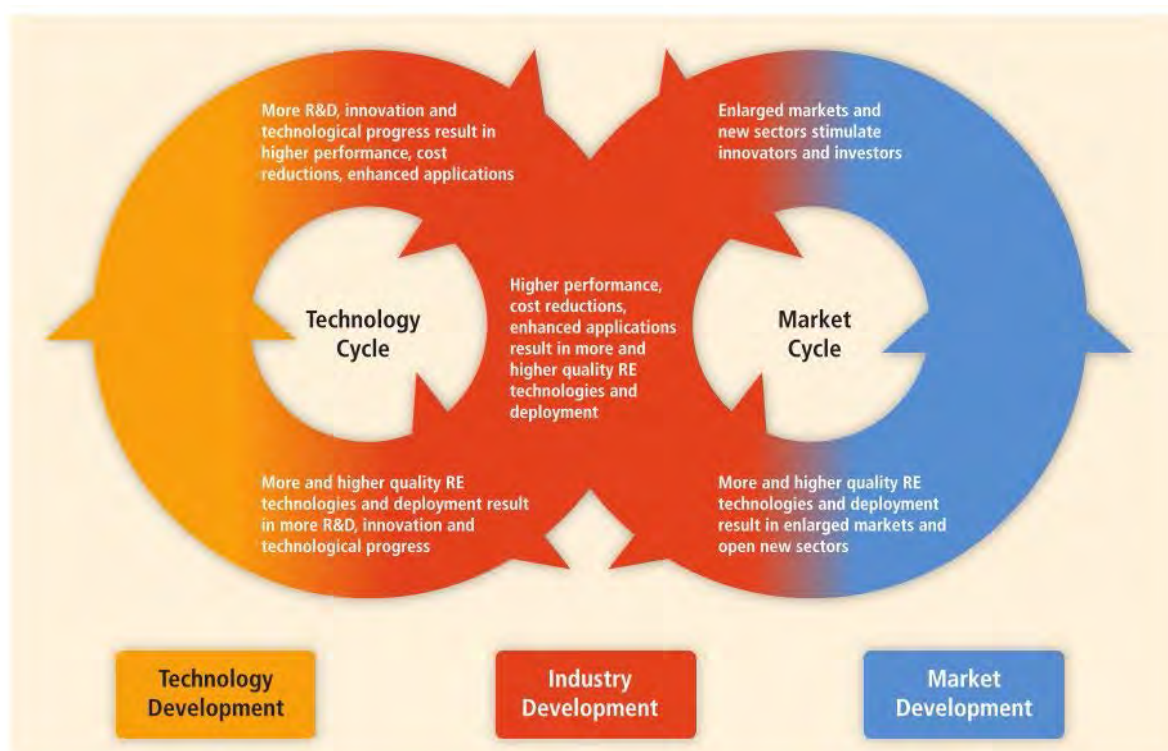 More R&D, innovation and
technological progress result in
higher performance, cost
reductions, enhanced applications
Enlarged markets and
new sectors stimulate
innovators and investors
Technology
Cycle
Higher performance,
cost reductions,
enhanced applications
result in more and
higher quality RE
technologies and
deployment
Market
Cycle
More and higher quality RE
technologies and deployment result
in more R&D, innovation and
technological progress
More and higher quality RE
technologies and deployment
result in enlarged markets and
open new sectors
Technology
Development
Industry
Development
Market
Development